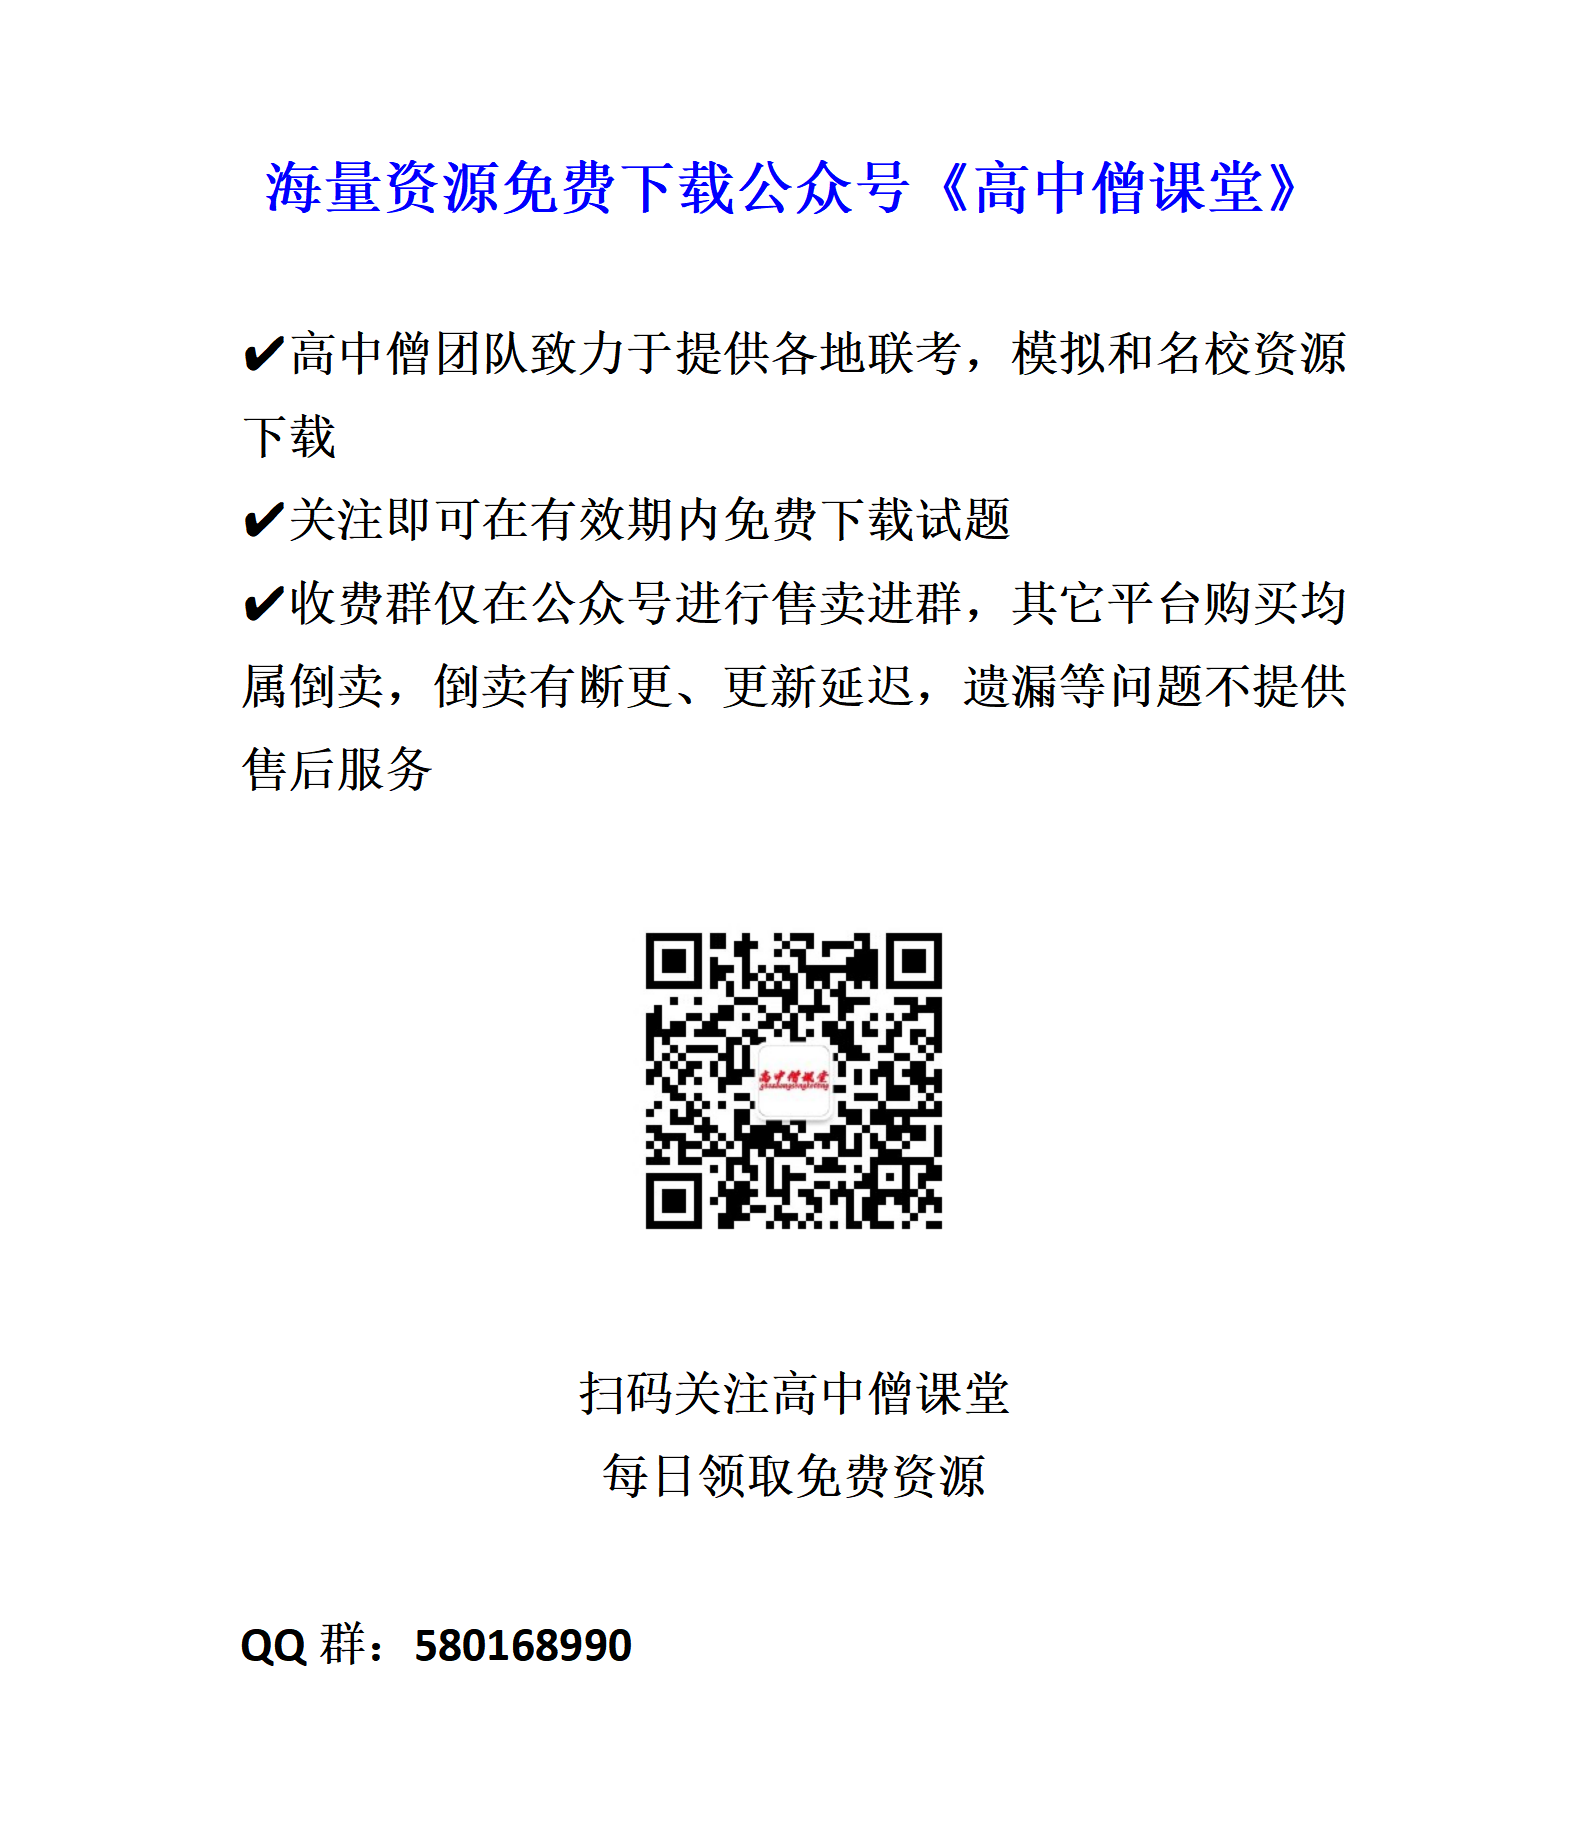 海量资源免费下载公众号《高中僧课堂》
✔高中僧团队致力于提供各地联考，模拟和名校资源
下载
✔关注即可在有效期内免费下载试题
✔收费群仅在公众号进行售卖进群，其它平台购买均
属倒卖，倒卖有断更、更新延迟，遗漏等问题不提供
售后服务
高中僧课堂
扫码关注高中僧课堂
每日领取免费资源
QQ 群：580168990